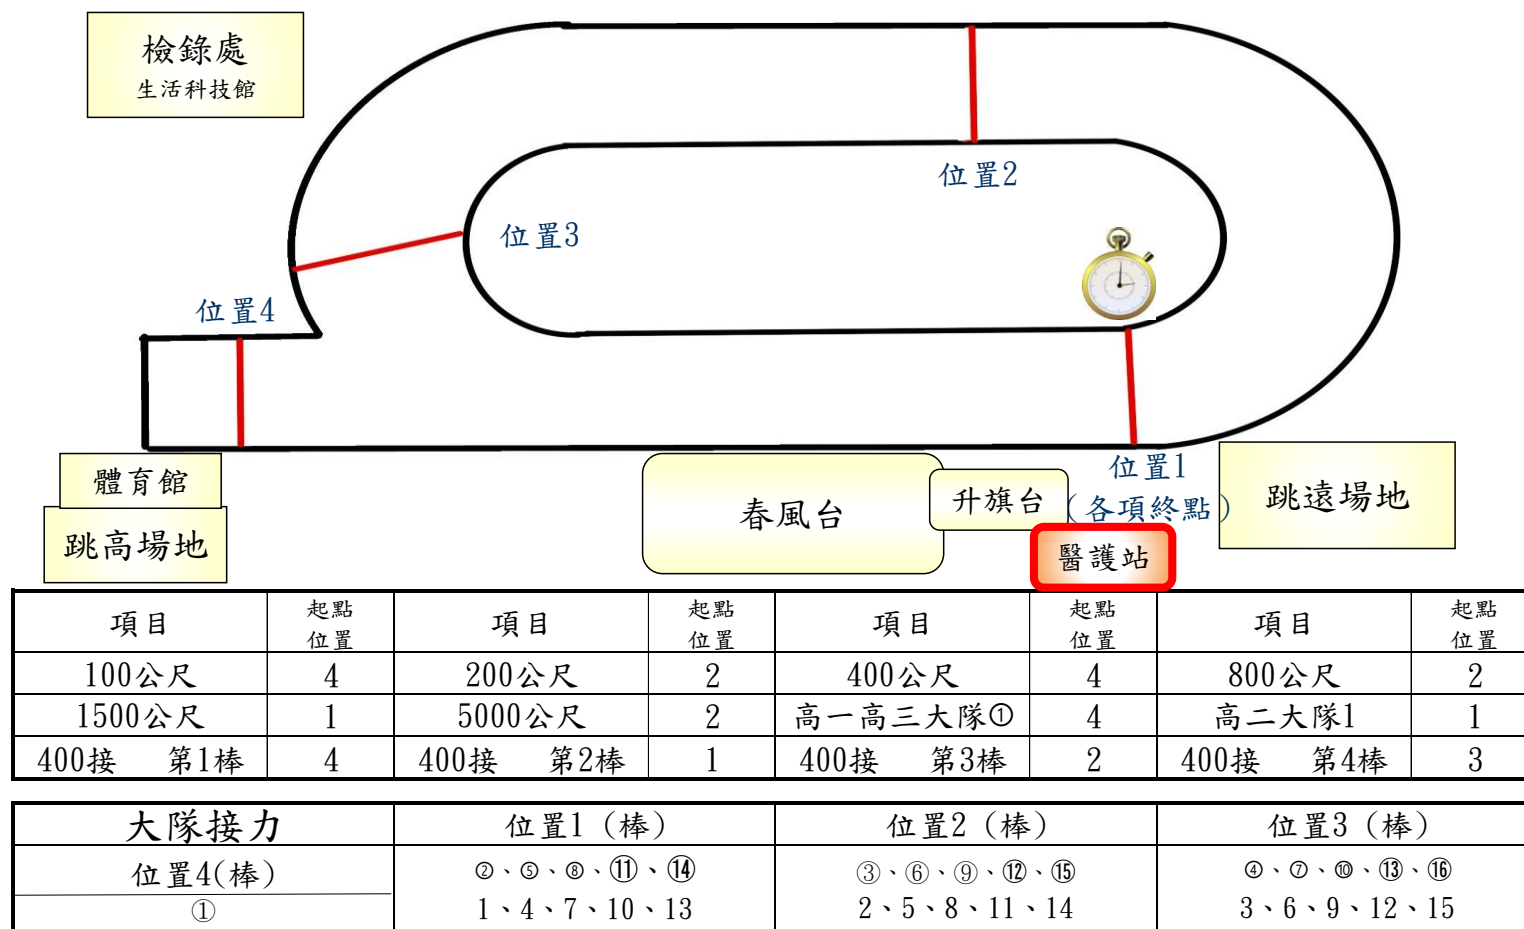 檢錄處
生活科技館
位置2
位置3
位置4
位置1
(各項終點)
體育館
跳高場地
春風台
升旗台
醫護站
跳遠場地
項目 起點位置 項目 起點位置 項目 起點位置 項目 起點位置
100公尺 4 200公尺 2 400公尺 4 800公尺 2
1500公尺 1 5000公尺 2 高一高三大隊① 4 高二大隊1 1
400接 第1棒 4 400接 第2棒 1 400接 第3棒 2 400接 第4棒 3
大隊接力 位置1(棒) 位置2(棒) 位置3(棒)
位置4(棒) ②、⑤、⑧、⑪、⑭ ③、⑥、⑨、⑫、⑮ ④、⑦、⑩、⑬、⑯
① 1、4、7、10、13 2、5、8、11、14 3、6、9、12、15